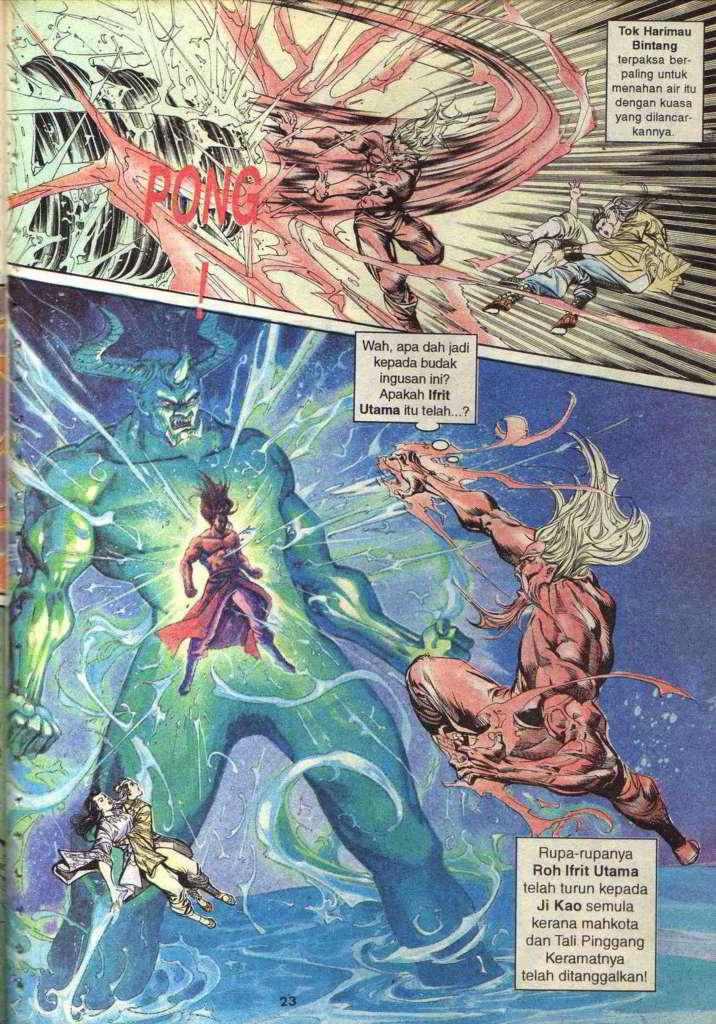 Tok Harimau
Bintang
terpaksa ber-
paling untuk
menahan air itu
dengan kuasa
yang dilancar-
kannya.
PONG
!
Wah, apa dah jadi
kepada budak
ingusan ini?
Apakah Ifrit
Utama itu telah...?
Rupa-rupanya
Roh Ifrit Utama
telah turun kepada
Ji Kao semula
kerana mahkota
dan Tali Pinggang
Keramatnya
telah ditanggalkan!
23